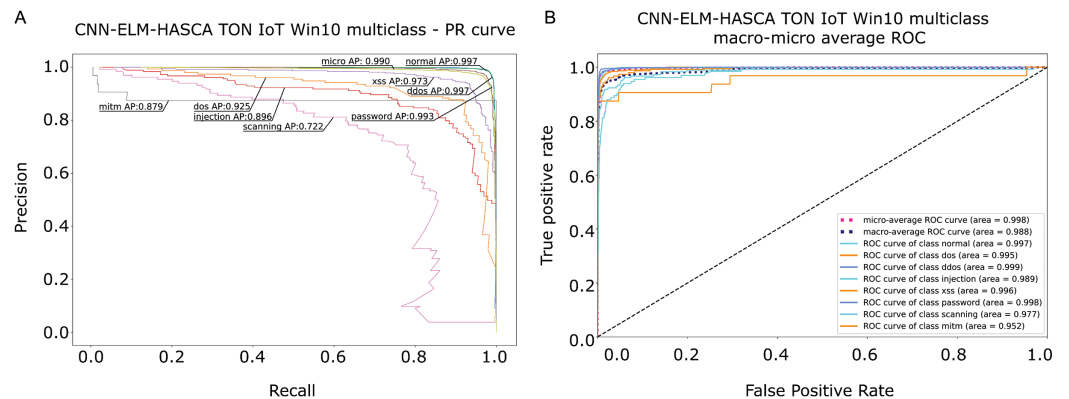 A
CNN-ELM-HASCA TON IoT Win10 multiclass - PR curve
micro AP: 0.990
normal AP:0.997
xss AP:0.973
ddos AP:0.997
mitm AP:0.879
dos AP:0.925
injection AP:0.896
scanning AP:0.722
password AP:0.993
Precision
1.0
0.8
0.6
0.4
0.2
0.0
0.0 0.2 0.4 0.6 0.8 1.0
Recall
B
CNN-ELM-HASCA TON IoT Win10 multiclass
macro-micro average ROC
True positive rate
1.0
0.8
0.6
0.4
0.2
0.0
micro-average ROC curve (area = 0.998)
macro-average ROC curve (area = 0.988)
ROC curve of class normal (area = 0.997)
ROC curve of class dos (area = 0.995)
ROC curve of class ddos (area = 0.999)
ROC curve of class injection (area = 0.989)
ROC curve of class xss (area = 0.996)
ROC curve of class password (area = 0.998)
ROC curve of class scanning (area = 0.977)
ROC curve of class mitm (area = 0.952)
0.0 0.2 0.4 0.6 0.8 1.0
False Positive Rate